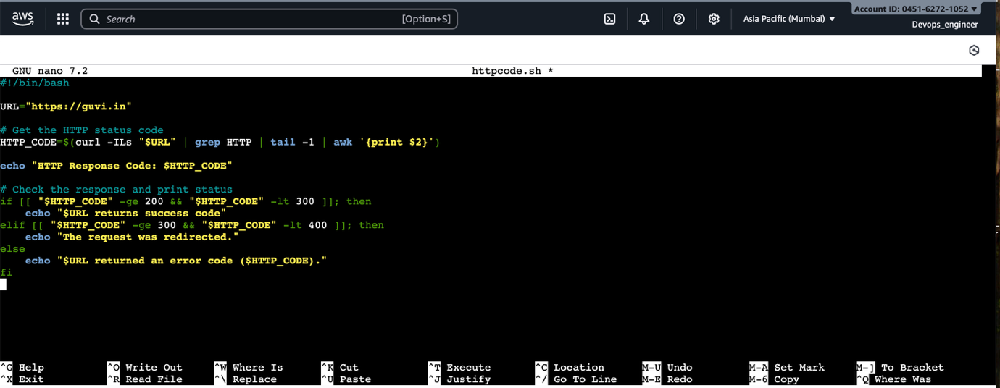 aws
Search [Option+S]
Asia Pacific (Mumbai) ▼
Account ID: 0451-6272-1052 ▼
Devops_engineer
GNU nano 7.2 httpcode.sh *
#!/bin/bash
URL="https://guvi.in"
# Get the HTTP status code
HTTP_CODE=$(curl -ILs "$URL" | grep HTTP | tail -1 | awk '{print $2}')
echo "HTTP Response Code: $HTTP_CODE"
# Check the response and print status
if [[ "$HTTP_CODE" -ge 200 && "$HTTP_CODE" -lt 300 ]]; then
    echo "$URL returns success code"
elif [[ "$HTTP_CODE" -ge 300 && "$HTTP_CODE" -lt 400 ]]; then
    echo "The request was redirected."
else
    echo "$URL returned an error code ($HTTP_CODE)."
fi
^G Help ^O Write Out ^W Where Is ^K Cut ^T Execute ^C Location M-U Undo M-A Set Mark M-] To Bracket
^X Exit ^R Read File ^\ Replace ^U Paste ^J Justify ^/ Go To Line M-E Redo M-6 Copy ^Q Where Was